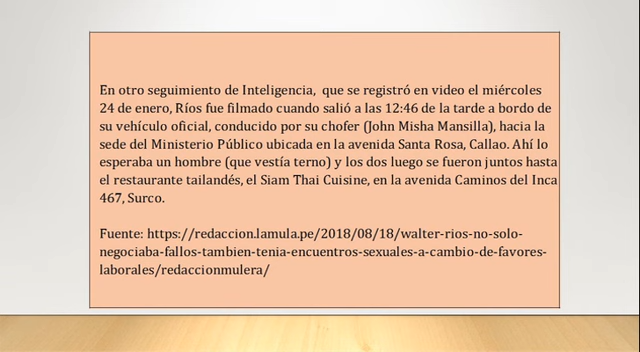 En otro seguimiento de Inteligencia, que se registró en video el miércoles
24 de enero, Ríos fue filmado cuando salió a las 12:46 de la tarde a bordo de
su vehículo oficial, conducido por su chofer (John Misha Mansilla), hacia la
sede del Ministerio Público ubicada en la avenida Santa Rosa, Callao. Ahí lo
esperaba un hombre (que vestía terno) y los dos luego se fueron juntos hasta
el restaurante tailandés, el Siam Thai Cuisine, en la avenida Caminos del Inca
467, Surco.
Fuente: https://redaccion.lamula.pe/2018/08/18/walter-rios-no-solo-
negociaba-fallos-tambien-tenia-encuentros-sexuales-a-cambio-de-favores-
laborales/redaccionmulera/